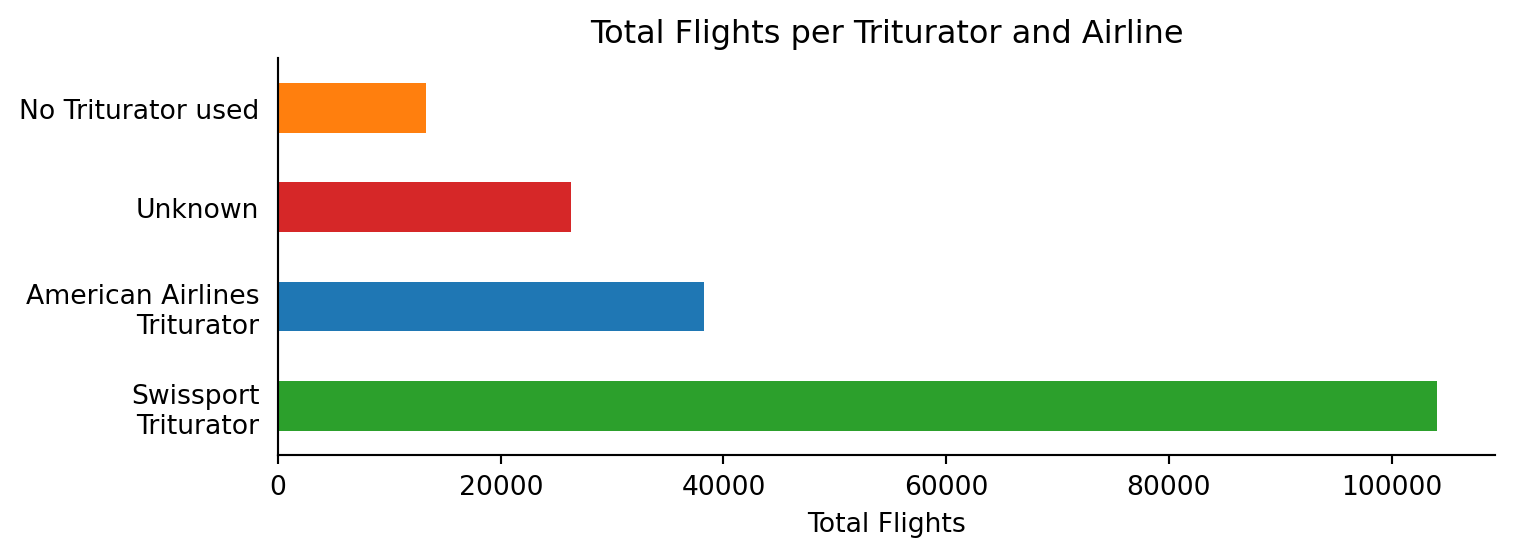 Total Flights per Triturator and Airline
No Triturator used
Unknown
American Airlines
Triturator
Swissport
Triturator
0 20000 40000 60000 80000 100000
Total Flights